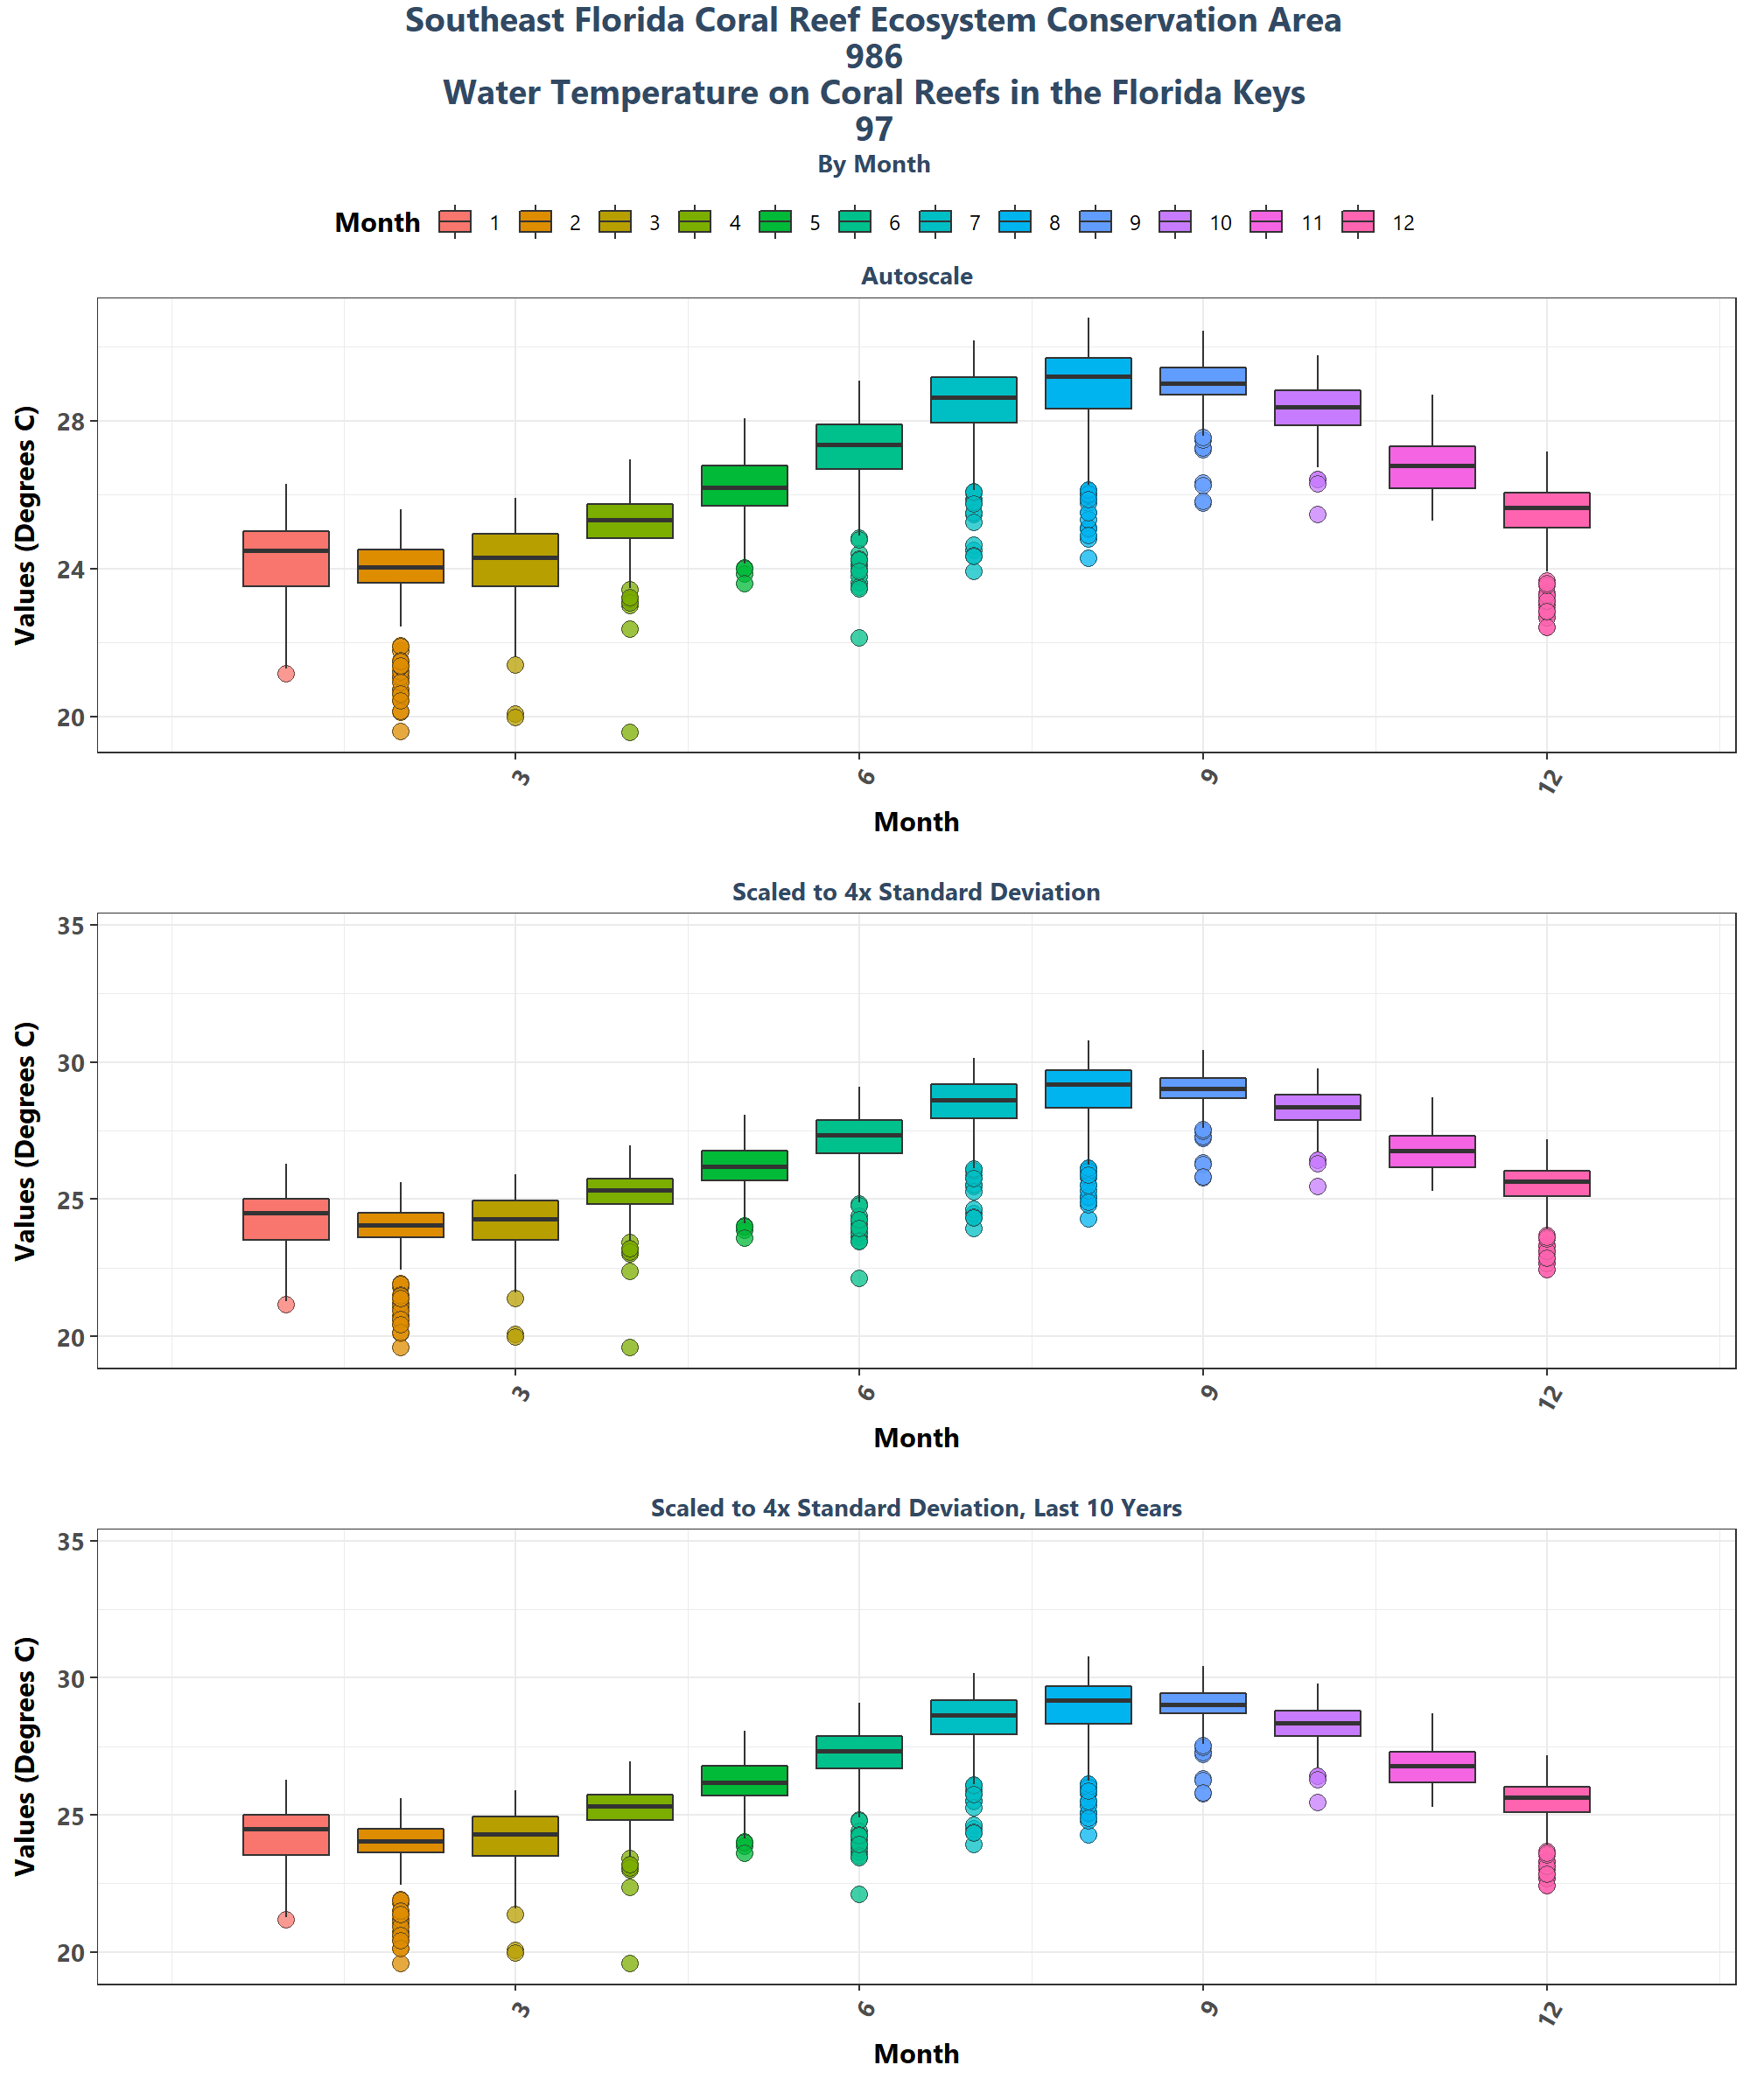 Southeast Florida Coral Reef Ecosystem Conservation Area
986
Water Temperature on Coral Reefs in the Florida Keys
97
By Month
Month 1 2 3 4 5 6 7 8 9 10 11 12
Autoscale
Values (Degrees C)
28
24
20
3 6 9 12
Month
Scaled to 4x Standard Deviation
Values (Degrees C)
35
30
25
20
3 6 9 12
Month
Scaled to 4x Standard Deviation, Last 10 Years
Values (Degrees C)
35
30
25
20
3 6 9 12
Month